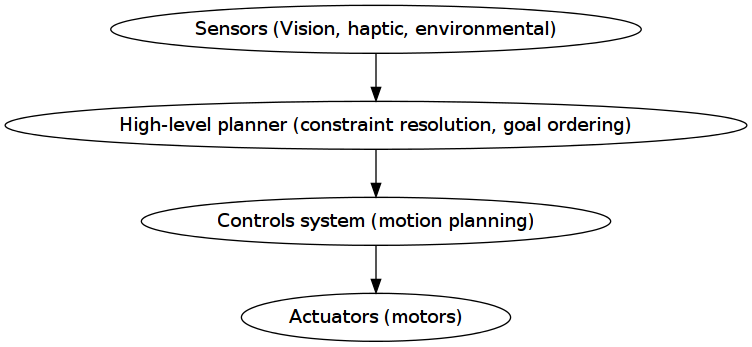 Sensors (Vision, haptic, environmental)
High-level planner (constraint resolution, goal ordering)
Controls system (motion planning)
Actuators (motors)